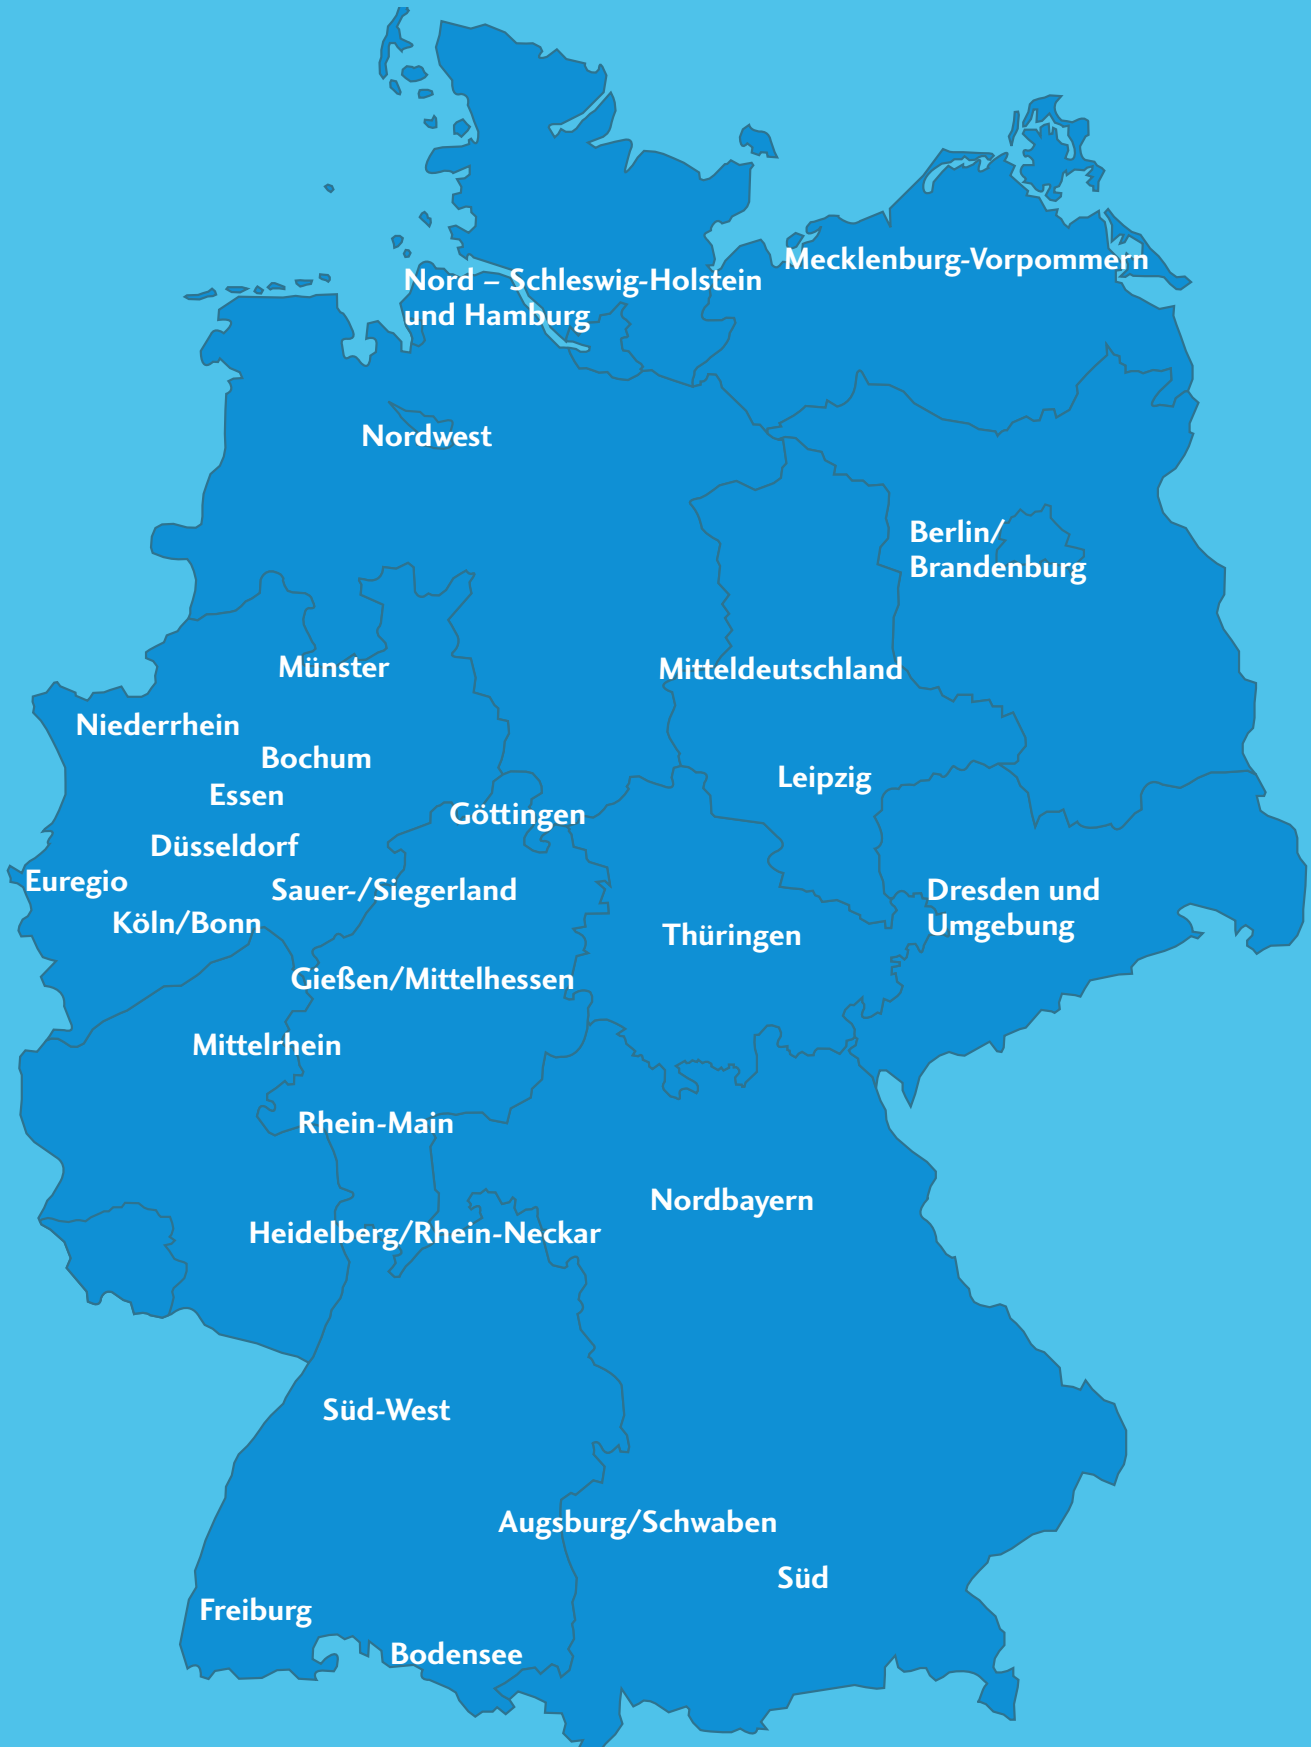 Mecklenburg-Vorpommern
Nord – Schleswig-Holstein
und Hamburg
Nordwest
Berlin/
Brandenburg
Münster
Mitteldeutschland
Niederrhein
Bochum
Leipzig
Essen
Göttingen
Düsseldorf
Euregio
Sauer-/Siegerland
Dresden und
Umgebung
Köln/Bonn
Thüringen
Gießen/Mittelhessen
Mittelrhein
Rhein-Main
Nordbayern
Heidelberg/Rhein-Neckar
Süd-West
Augsburg/Schwaben
Süd
Freiburg
Bodensee